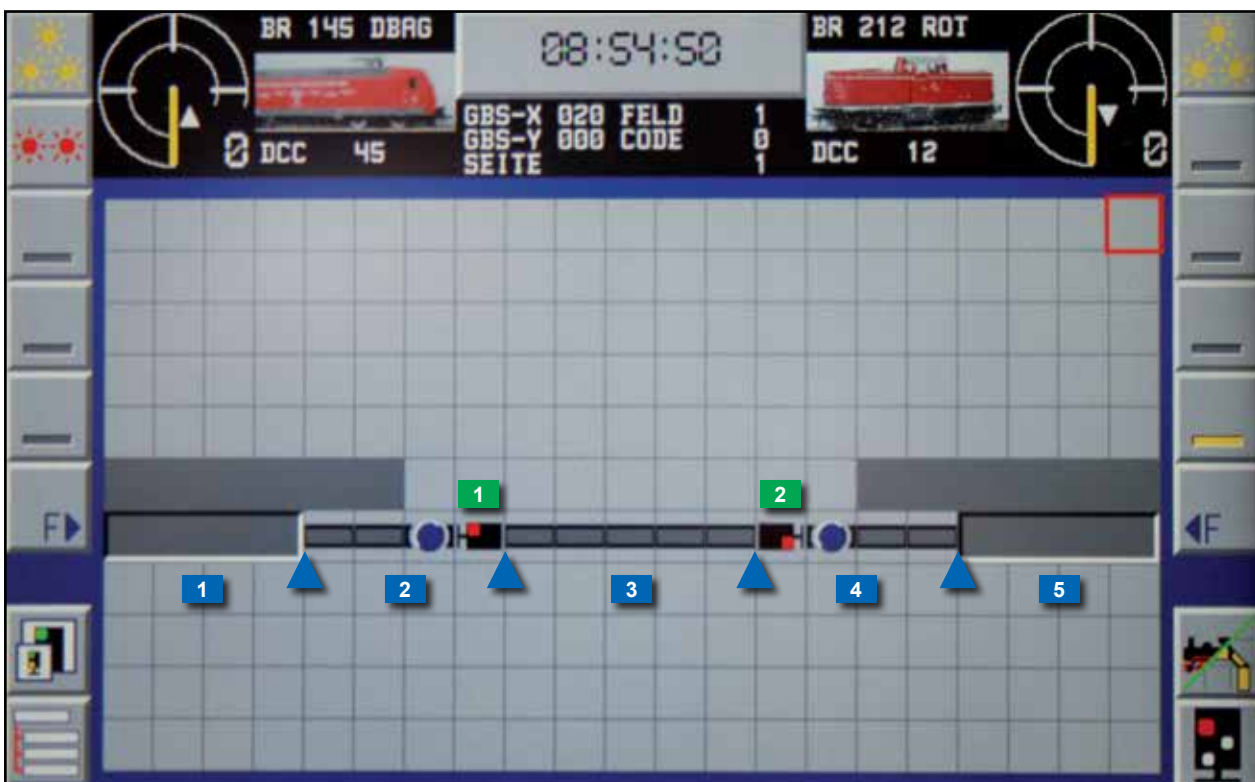 BR 145 DBAG
08:54:50
BR 212 ROT
GBS-X 020 FELD 1
GBS-Y 000 CODE 0
SEITE 1
0 DCC 45
DCC 12 0
1 2
F F
1 2 3 4 5